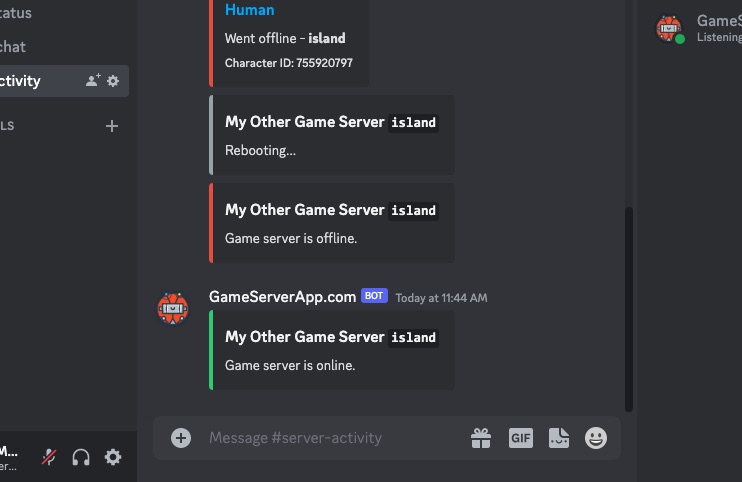 tatus
chat
ctivity
LS
M...
er...
Human
Went offline - island
Character ID: 755920797
My Other Game Server island
Rebooting...
My Other Game Server island
Game server is offline.
GameServerApp.com BOT Today at 11:44 AM
My Other Game Server island
Game server is online.
Message #server-activity
GIF
GameS
Listening